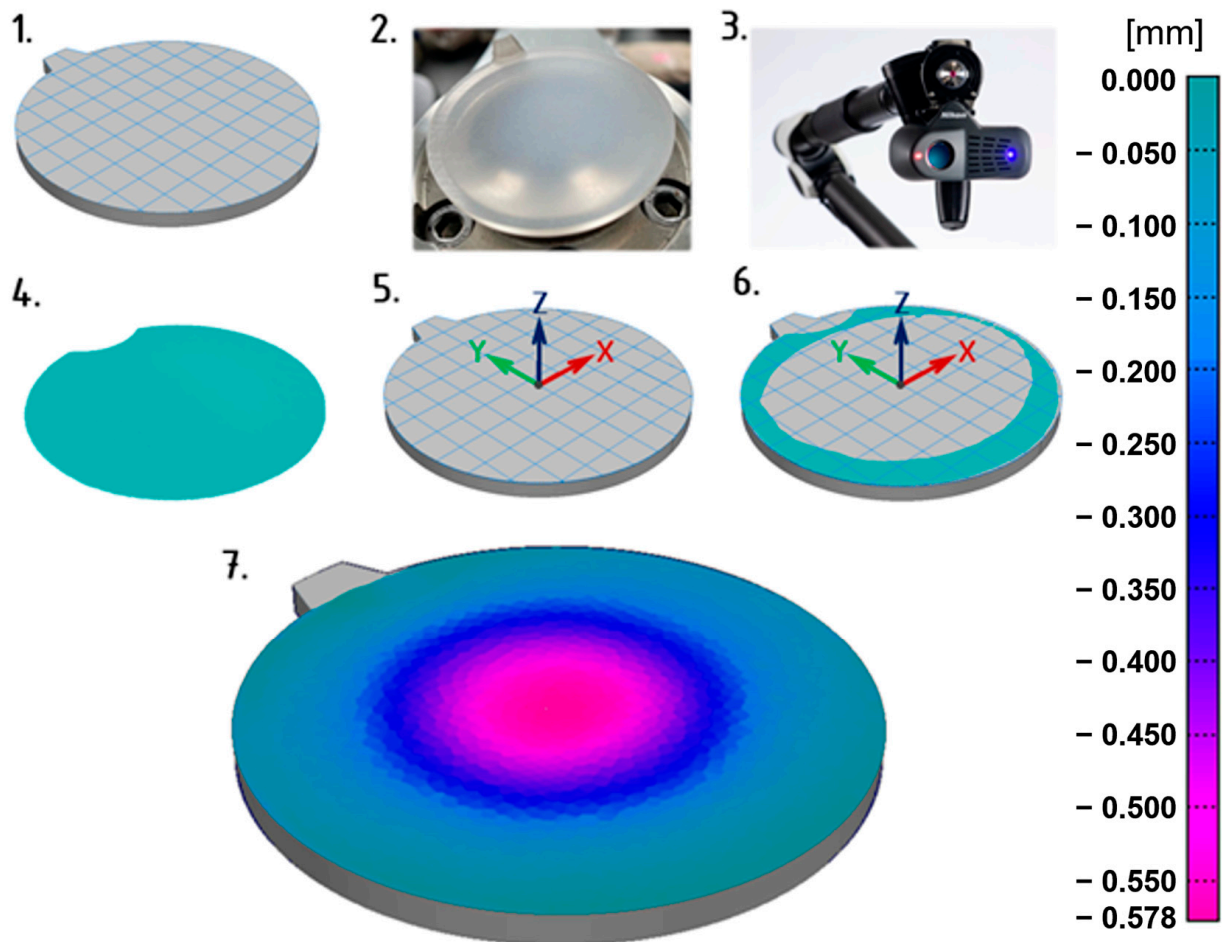 1.
2.
3.
[mm]
0.000
– 0.050
– 0.100
– 0.150
– 0.200
– 0.250
– 0.300
– 0.350
– 0.400
– 0.450
– 0.500
– 0.550
– 0.578
Nikon
4.
5.
Z
Y
X
6.
Z
Y
X
7.